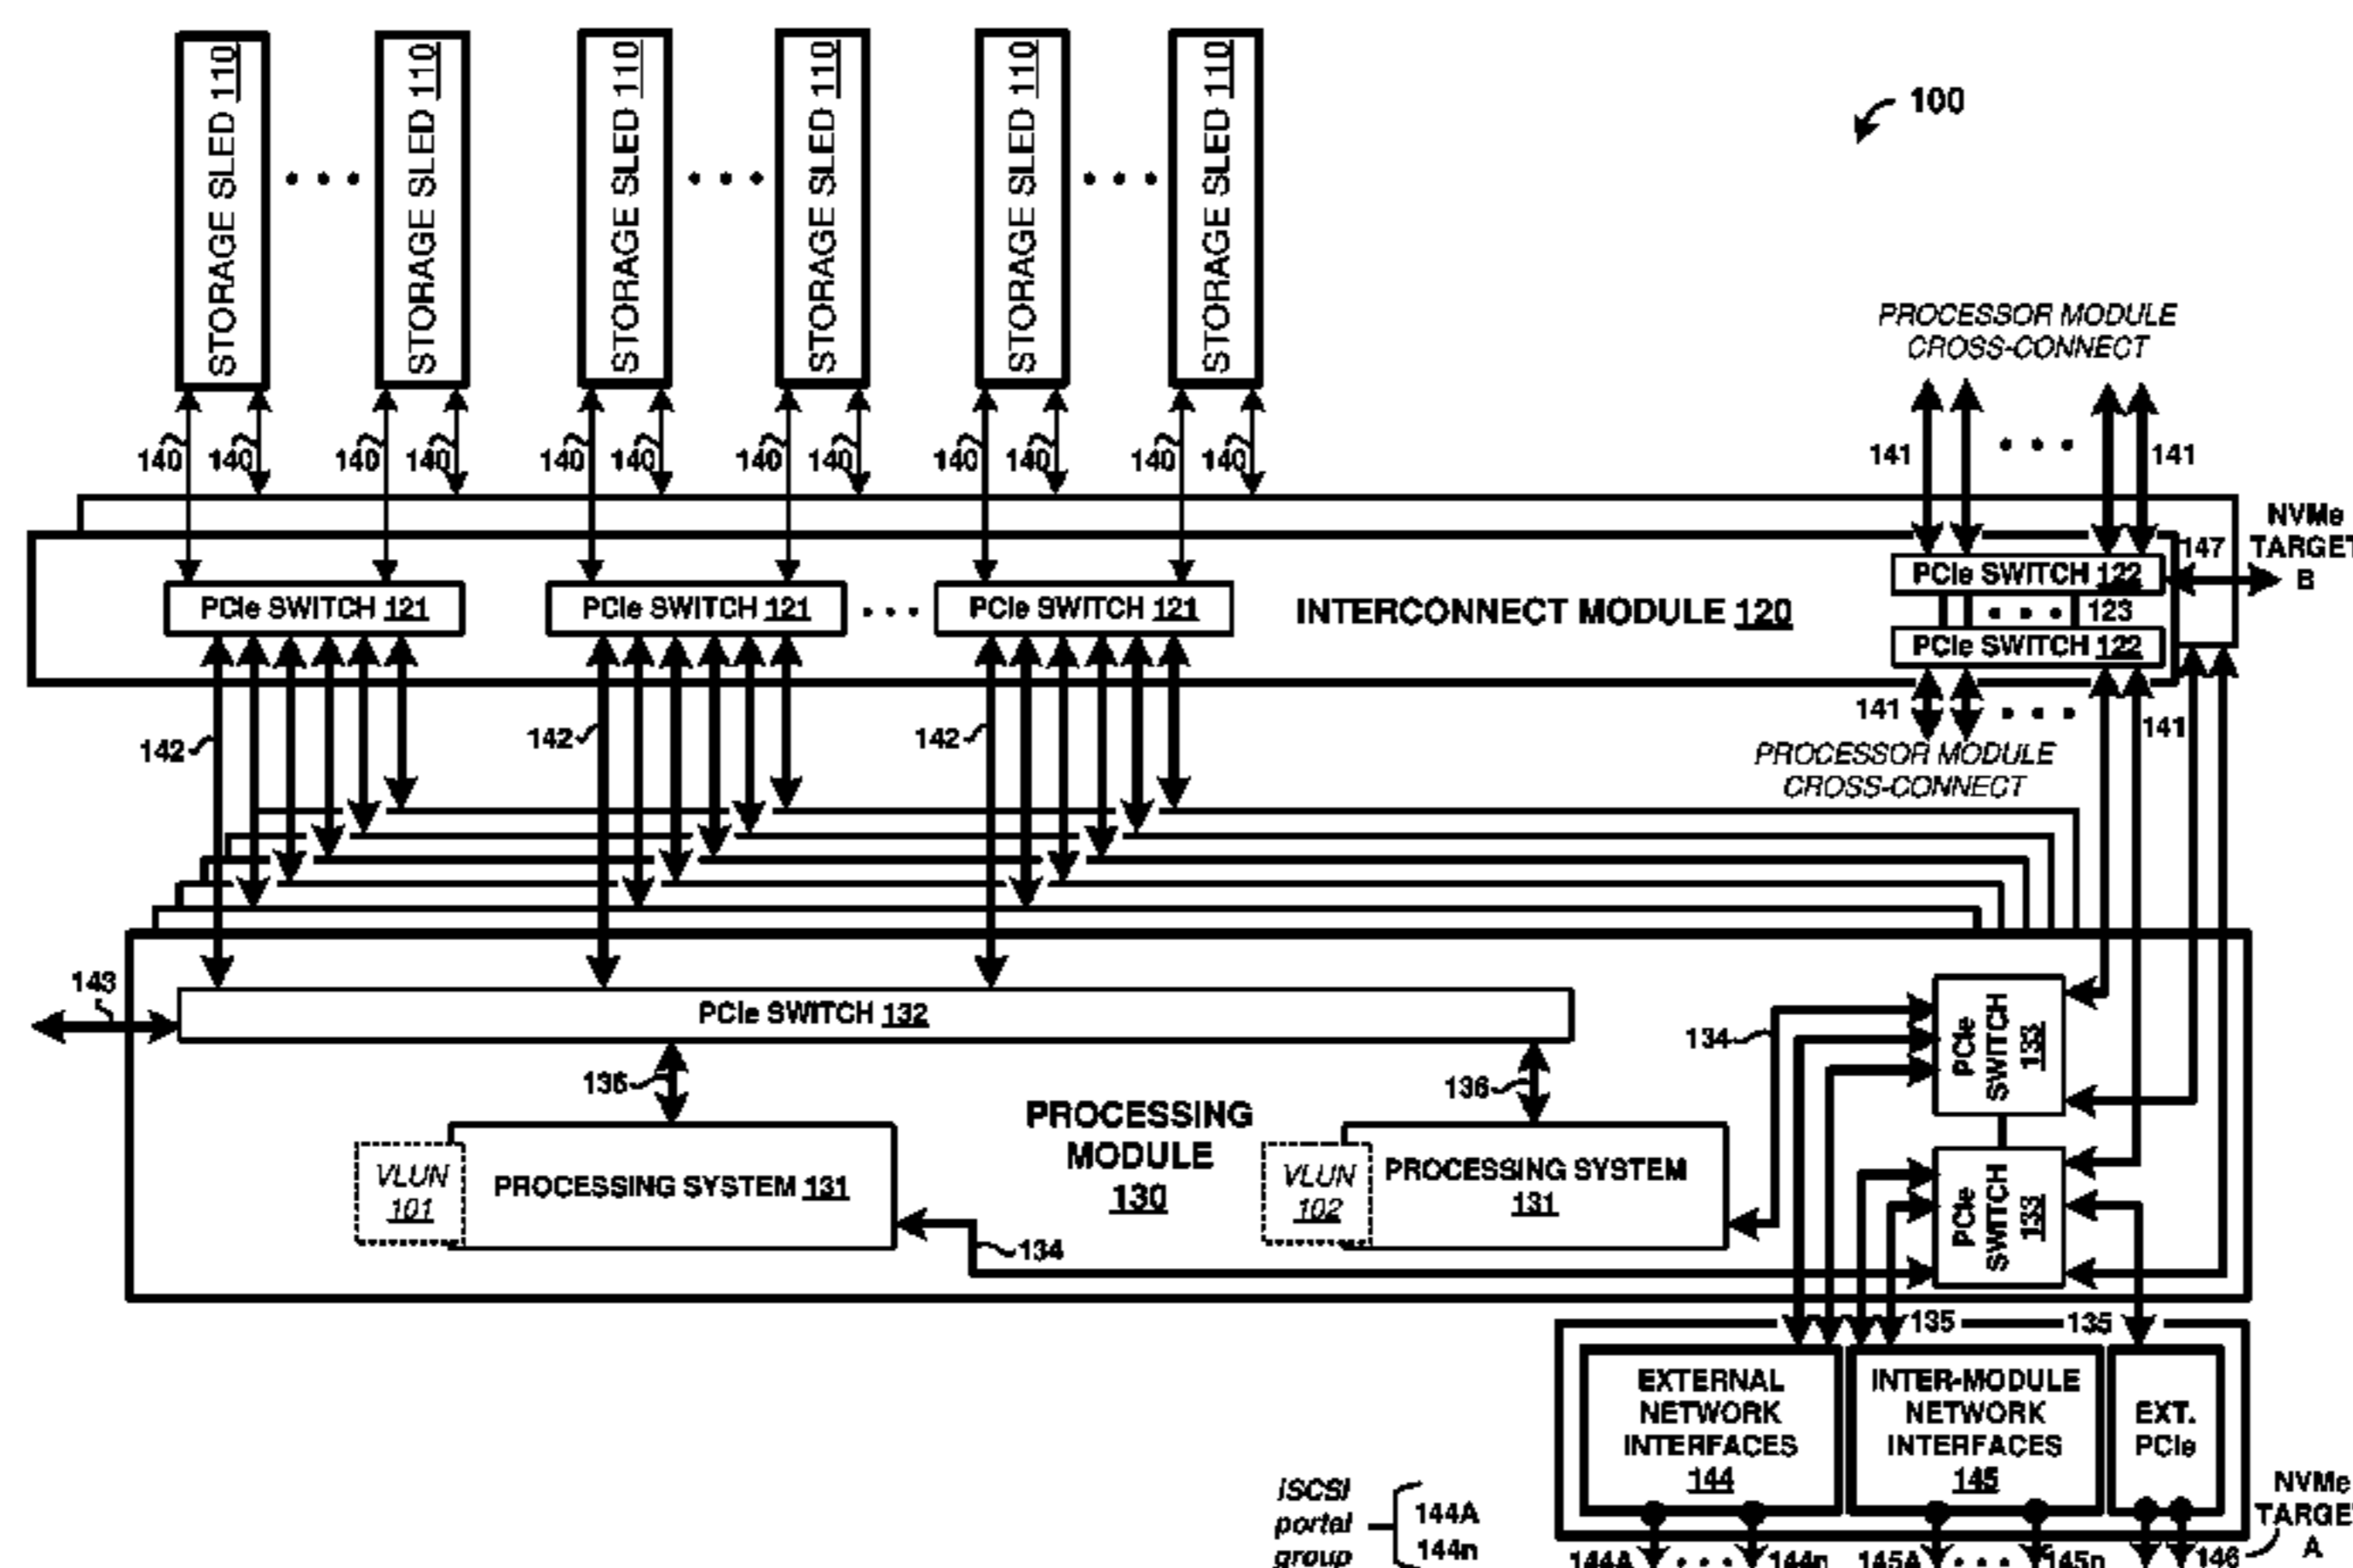 STORAGE SLED 110
STORAGE SLED 110
STORAGE SLED 110
STORAGE SLED 110
STORAGE SLED 110
STORAGE SLED 110
100
PROCESSOR MODULE
CROSS-CONNECT
140 140 140 140 140 140 140 140 140 140 140 140
141 141
NVMe
TARGET
B
147
PCIe SWITCH 121
PCIe SWITCH 121
PCIe SWITCH 121
INTERCONNECT MODULE 120
PCIe SWITCH 122
123
PCIe SWITCH 122
142 142 142
141 141
PROCESSOR MODULE
CROSS-CONNECT
143
PCIe SWITCH 132
134
PCIe
SWITCH
133
136 136
PROCESSING
MODULE
130
VLUN
101
PROCESSING SYSTEM 131
VLUN
102
PROCESSING SYSTEM
131
PCIe
SWITCH
133
134
135 135
EXTERNAL
NETWORK
INTERFACES
144
INTER-MODULE
NETWORK
INTERFACES
145
EXT.
PCIe
iSCSI
portal
group
144A
144n
NVMe
TARGET
A
144A 144n 145A 145n 146